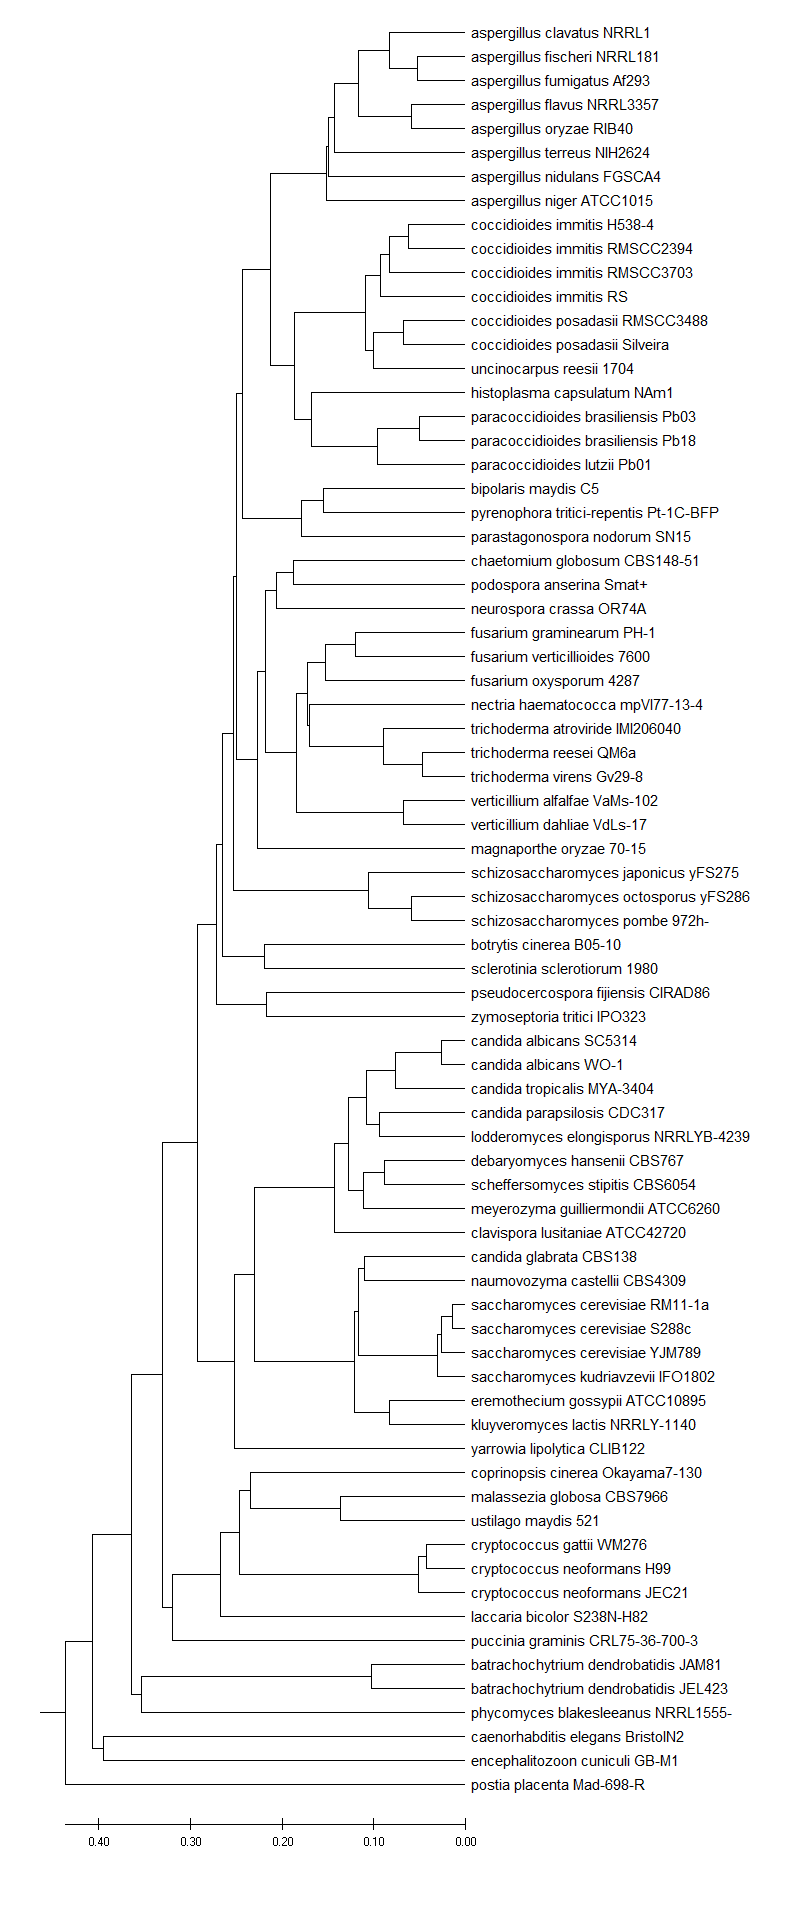 aspergillus clavatus NRRL1
aspergillus fischeri NRRL181
aspergillus fumigatus Af293
aspergillus flavus NRRL3357
aspergillus oryzae RIB40
aspergillus terreus NIH2624
aspergillus nidulans FGSCA4
aspergillus niger ATCC1015
coccidioides immitis H538-4
coccidioides immitis RMSCC2394
coccidioides immitis RMSCC3703
coccidioides immitis RS
coccidioides posadasii RMSCC3488
coccidioides posadasii Silveira
uncinocarpus reesii 1704
histoplasma capsulatum NAm1
paracoccidioides brasiliensis Pb03
paracoccidioides brasiliensis Pb18
paracoccidioides lutzii Pb01
bipolaris maydis C5
pyrenophora tritici-repentis Pt-1C-BFP
parastagonospora nodorum SN15
chaetomium globosum CBS148-51
podospora anserina Smat+
neurospora crassa OR74A
fusarium graminearum PH-1
fusarium verticillioides 7600
fusarium oxysporum 4287
nectria haematococca mpVI77-13-4
trichoderma atroviride IMI206040
trichoderma reesei QM6a
trichoderma virens Gv29-8
verticillium alfalfae VaMs-102
verticillium dahliae VdLs-17
magnaporthe oryzae 70-15
schizosaccharomyces japonicus yFS275
schizosaccharomyces octosporus yFS286
schizosaccharomyces pombe 972h-
botrytis cinerea B05-10
sclerotinia sclerotiorum 1980
pseudocercospora fijiensis CIRAD86
zymoseptoria tritici IPO323
candida albicans SC5314
candida albicans WO-1
candida tropicalis MYA-3404
candida parapsilosis CDC317
lodderomyces elongisporus NRRLYB-4239
debaryomyces hansenii CBS767
scheffersomyces stipitis CBS6054
meyerozyma guilliermondii ATCC6260
clavispora lusitaniae ATCC42720
candida glabrata CBS138
naumovozyma castellii CBS4309
saccharomyces cerevisiae RM11-1a
saccharomyces cerevisiae S288c
saccharomyces cerevisiae YJM789
saccharomyces kudriavzevii IFO1802
eremothecium gossypii ATCC10895
kluyveromyces lactis NRRLY-1140
yarrowia lipolytica CLIB122
coprinopsis cinerea Okayama7-130
malassezia globosa CBS7966
ustilago maydis 521
cryptococcus gattii WM276
cryptococcus neoformans H99
cryptococcus neoformans JEC21
laccaria bicolor S238N-H82
puccinia graminis CRL75-36-700-3
batrachochytrium dendrobatidis JAM81
batrachochytrium dendrobatidis JEL423
phycomyces blakesleeanus NRRL1555-
caenorhabditis elegans BristolN2
encephalitozoon cuniculi GB-M1
postia placenta Mad-698-R
0.40 0.30 0.20 0.10 0.00